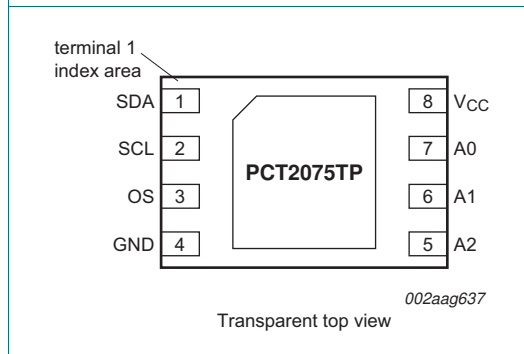 terminal 1
index area
SDA 1 8 VCC
SCL 2 7 A0
PCT2075TP
OS 3 6 A1
GND 4 5 A2
002aag637
Transparent top view